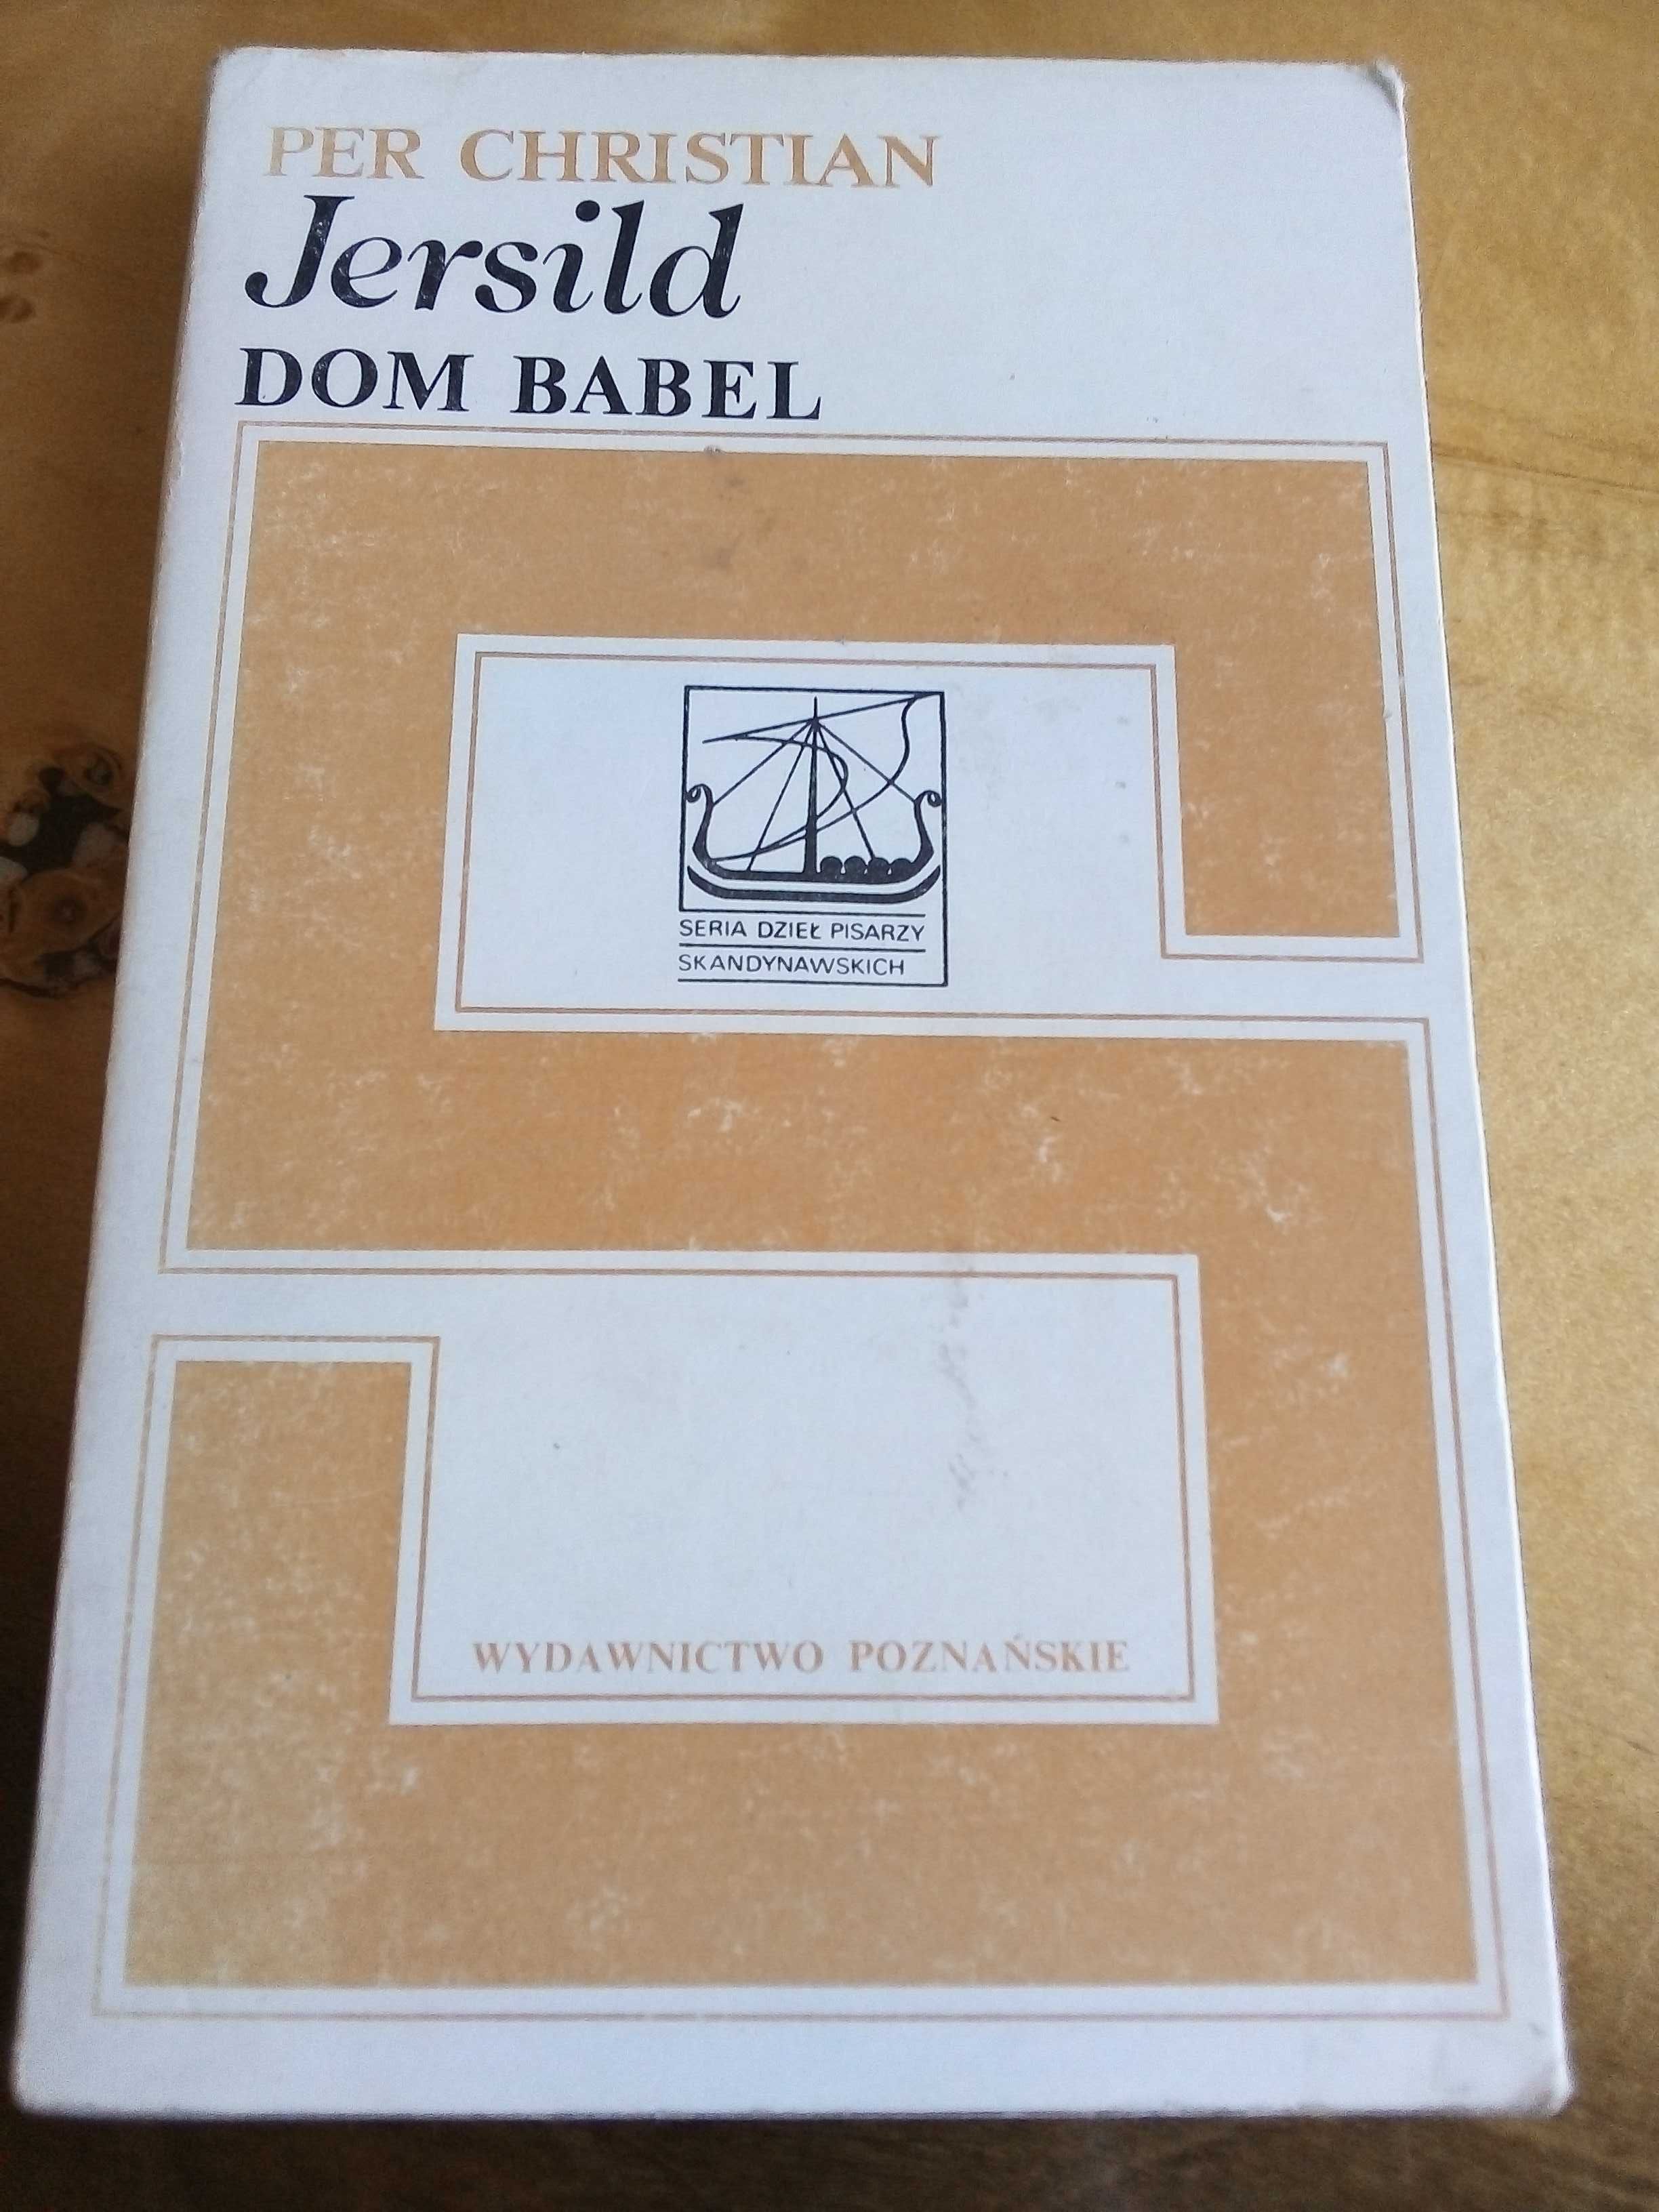 PER CHRISTIAN
Jersild
DOM BABEL
SERIA DZIEŁ PISARZY
SKANDYNAWSKICH
WYDAWNICTWO POZNAŃSKIE